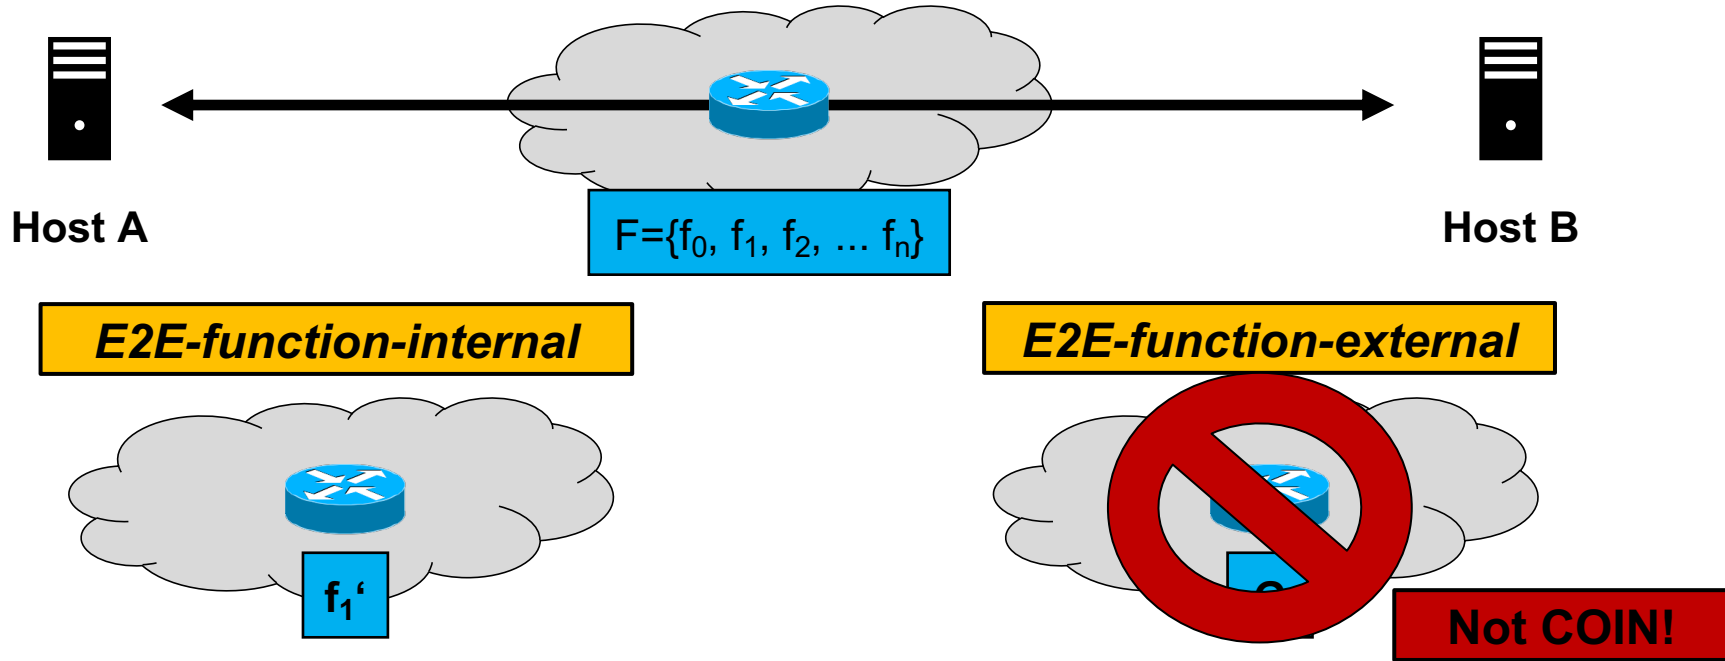 Host A
Host B
F={f₀, f₁, f₂, ... fₙ}
E2E-function-internal
E2E-function-external
f₁‘
Not COIN!